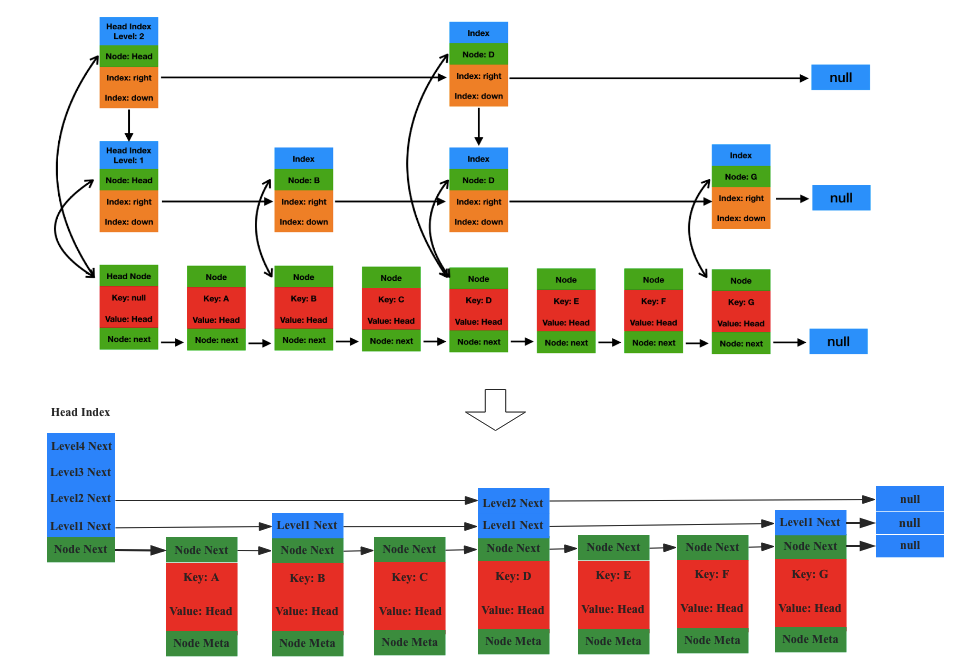 Head Index
Level: 2
Node: Head
Index: right
Index: down
Index
Node: D
Index: right
Index: down
null
Head Index
Level: 1
Node: Head
Index: right
Index: down
Index
Node: B
Index: right
Index: down
Index
Node: D
Index: right
Index: down
Index
Node: G
Index: right
Index: down
null
Head Node
Key: null
Value: Head
Node: next
Node
Key: A
Value: Head
Node: next
Node
Key: B
Value: Head
Node: next
Node
Key: C
Value: Head
Node: next
Node
Key: D
Value: Head
Node: next
Node
Key: E
Value: Head
Node: next
Node
Key: F
Value: Head
Node: next
Node
Key: G
Value: Head
Node: next
null
Head Index
Level4 Next
Level3 Next
Level2 Next
Level1 Next
Node Next
Node Next
Key: A
Value: Head
Node Meta
Level1 Next
Node Next
Key: B
Value: Head
Node Meta
Node Next
Key: C
Value: Head
Node Meta
Level2 Next
Level1 Next
Node Next
Key: D
Value: Head
Node Meta
Node Next
Key: E
Value: Head
Node Meta
Node Next
Key: F
Value: Head
Node Meta
Level1 Next
Node Next
Key: G
Value: Head
Node Meta
null
null
null